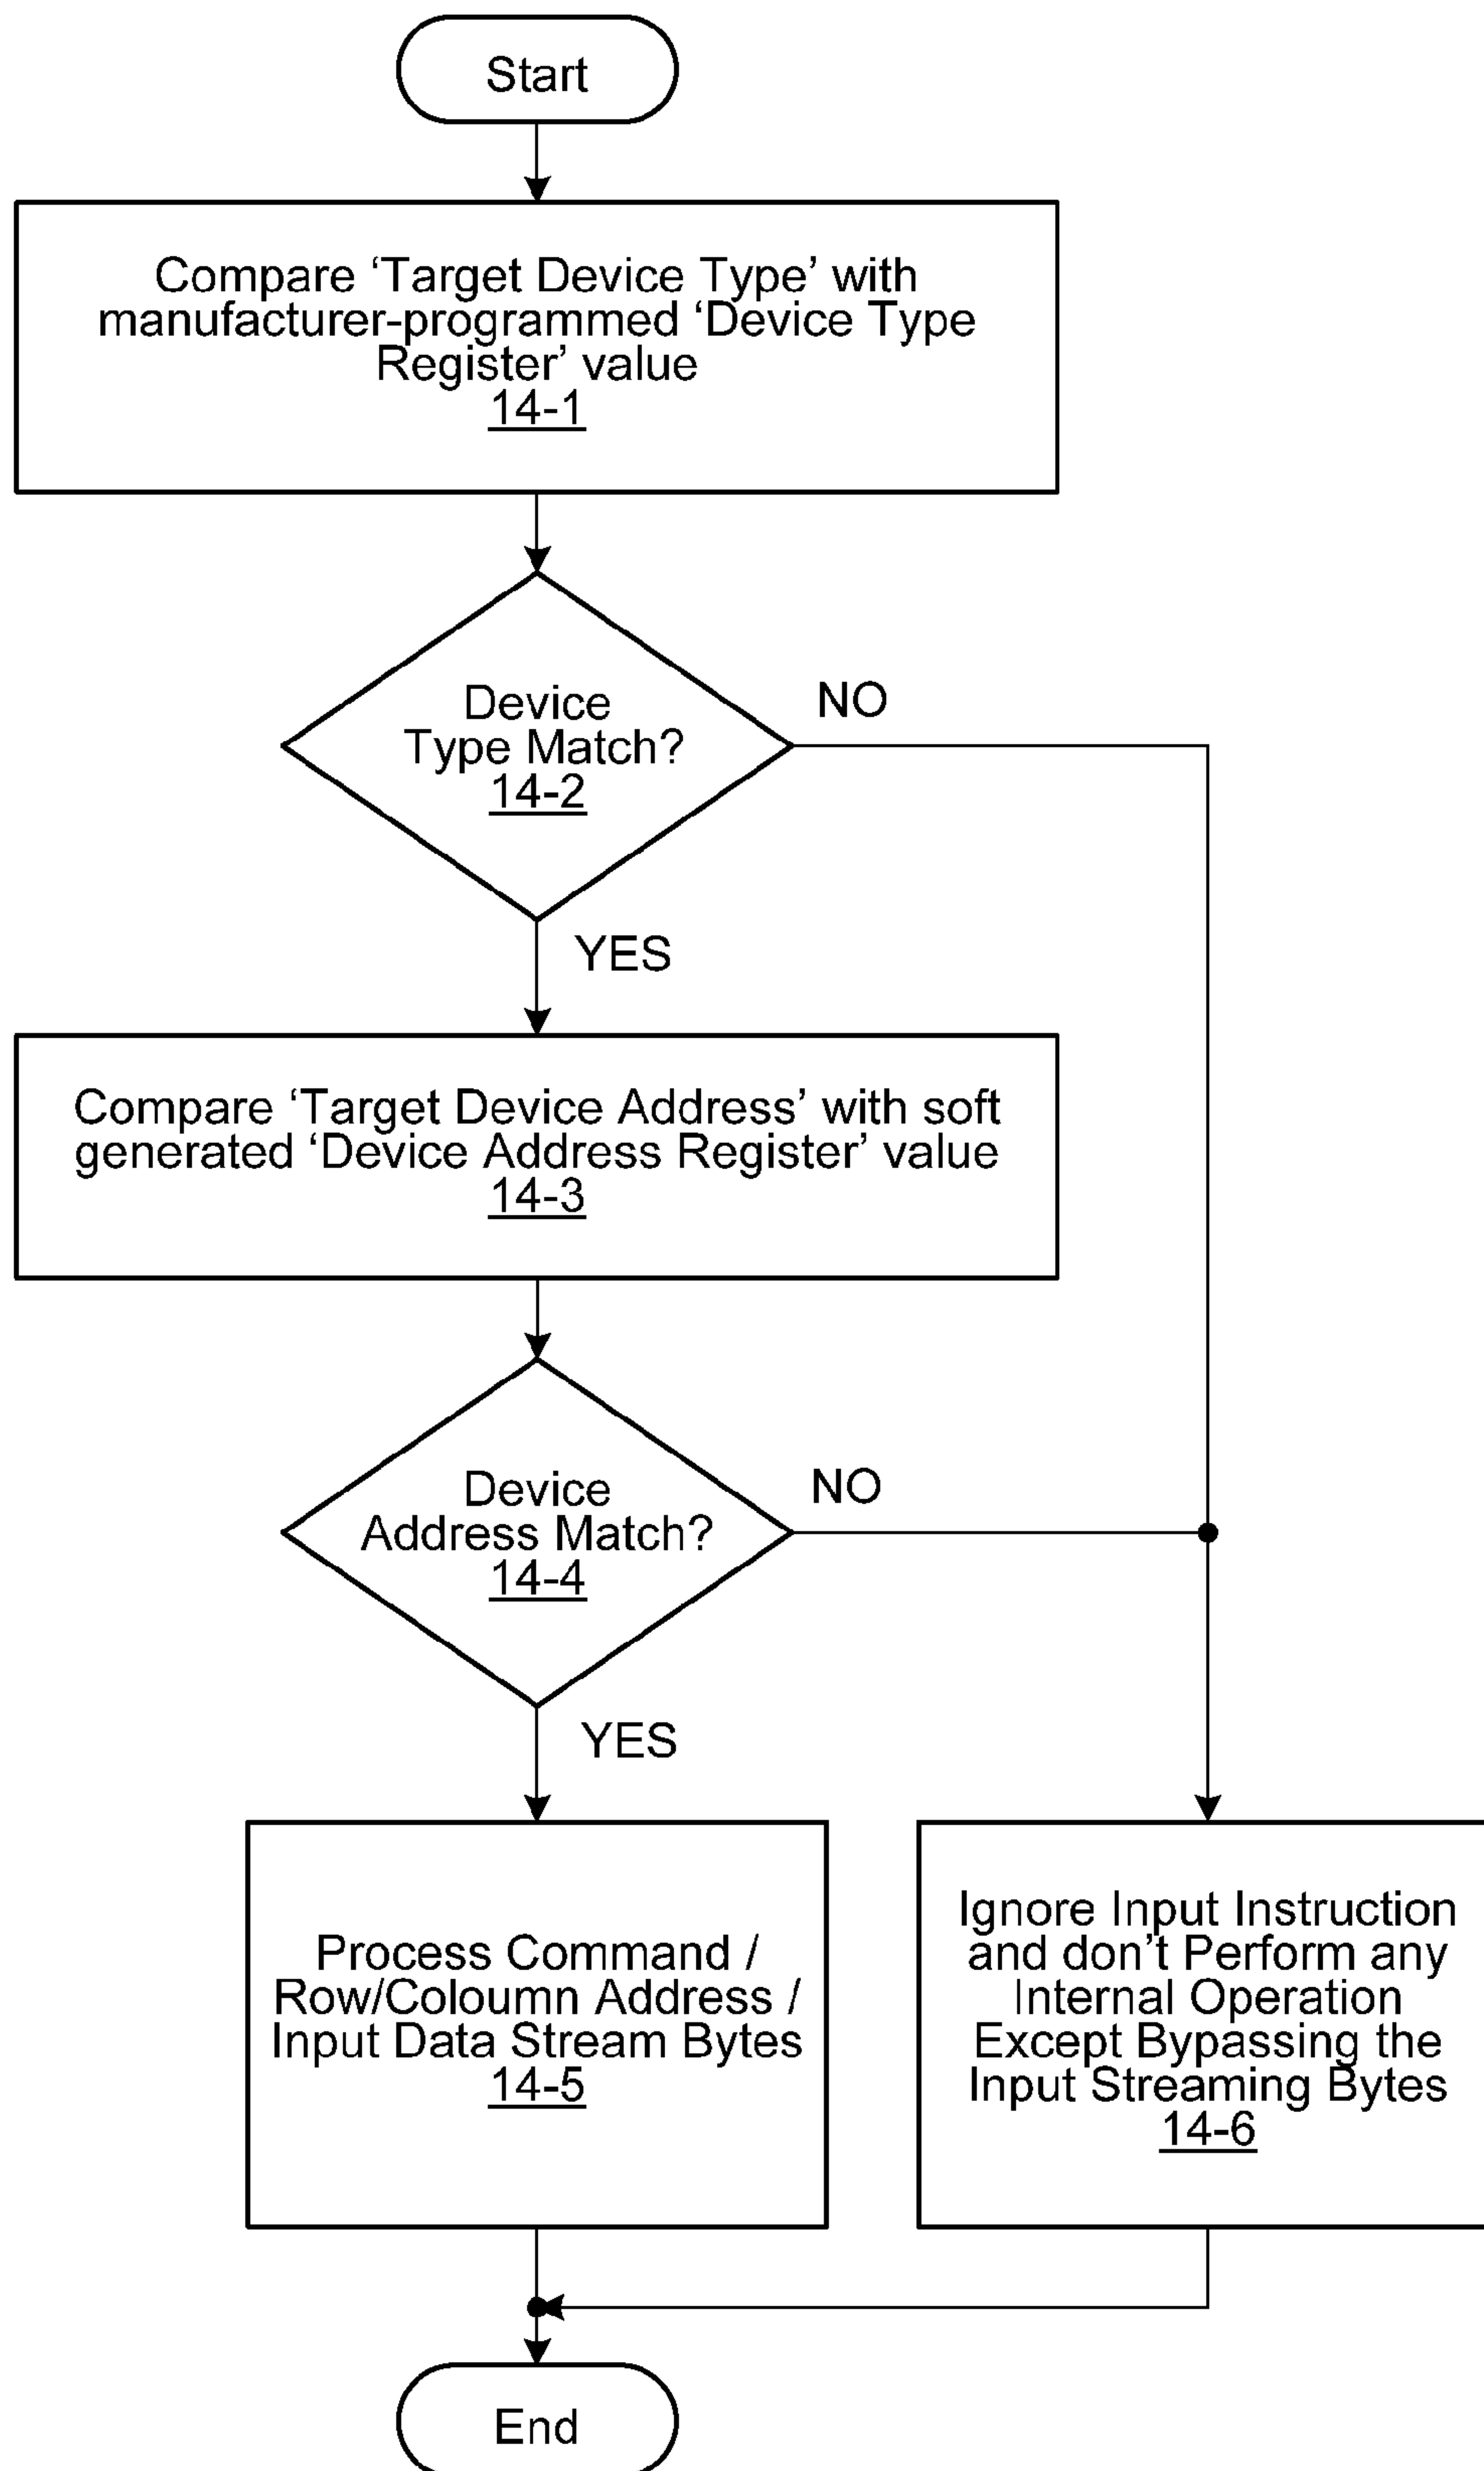 Start
Compare ‘Target Device Type’ with
manufacturer-programmed ‘Device Type
Register’ value
14-1
Device
Type Match?
14-2
NO
YES
Compare ‘Target Device Address’ with soft
generated ‘Device Address Register’ value
14-3
Device
Address Match?
14-4
NO
YES
Process Command /
Row/Coloumn Address /
Input Data Stream Bytes
14-5
Ignore Input Instruction
and don’t Perform any
Internal Operation
Except Bypassing the
Input Streaming Bytes
14-6
End